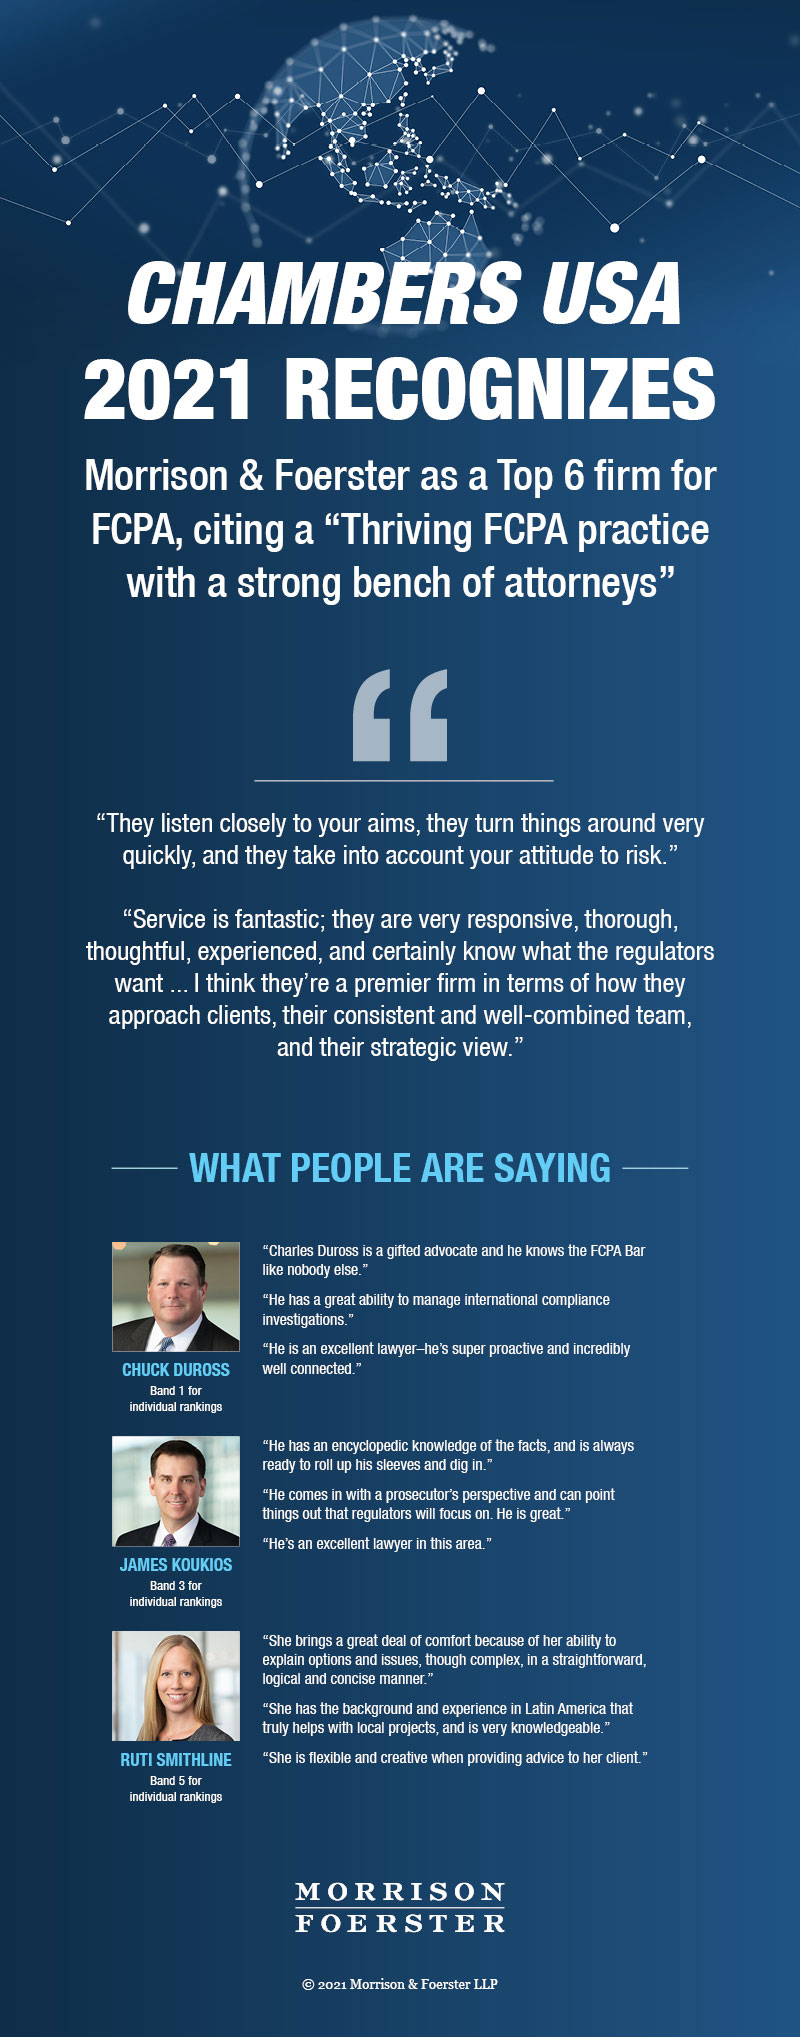 CHAMBERS USA
2021 RECOGNIZES
Morrison & Foerster as a Top 6 firm for
FCPA, citing a “Thriving FCPA practice
with a strong bench of attorneys”
“
“They listen closely to your aims, they turn things around very
quickly, and they take into account your attitude to risk.”
“Service is fantastic; they are very responsive, thorough,
thoughtful, experienced, and certainly know what the regulators
want ... I think they’re a premier firm in terms of how they
approach clients, their consistent and well-combined team,
and their strategic view.”
WHAT PEOPLE ARE SAYING
“Charles Duross is a gifted advocate and he knows the FCPA Bar
like nobody else.”
“He has a great ability to manage international compliance
investigations.”
“He is an excellent lawyer–he’s super proactive and incredibly
well connected.”
CHUCK DUROSS
Band 1 for
individual rankings
“He has an encyclopedic knowledge of the facts, and is always
ready to roll up his sleeves and dig in.”
“He comes in with a prosecutor’s perspective and can point
things out that regulators will focus on. He is great.”
“He’s an excellent lawyer in this area.”
JAMES KOUKIOS
Band 3 for
individual rankings
“She brings a great deal of comfort because of her ability to
explain options and issues, though complex, in a straightforward,
logical and concise manner.”
“She has the background and experience in Latin America that
truly helps with local projects, and is very knowledgeable.”
“She is flexible and creative when providing advice to her client.”
RUTI SMITHLINE
Band 5 for
individual rankings
MORRISON
FOERSTER
© 2021 Morrison & Foerster LLP